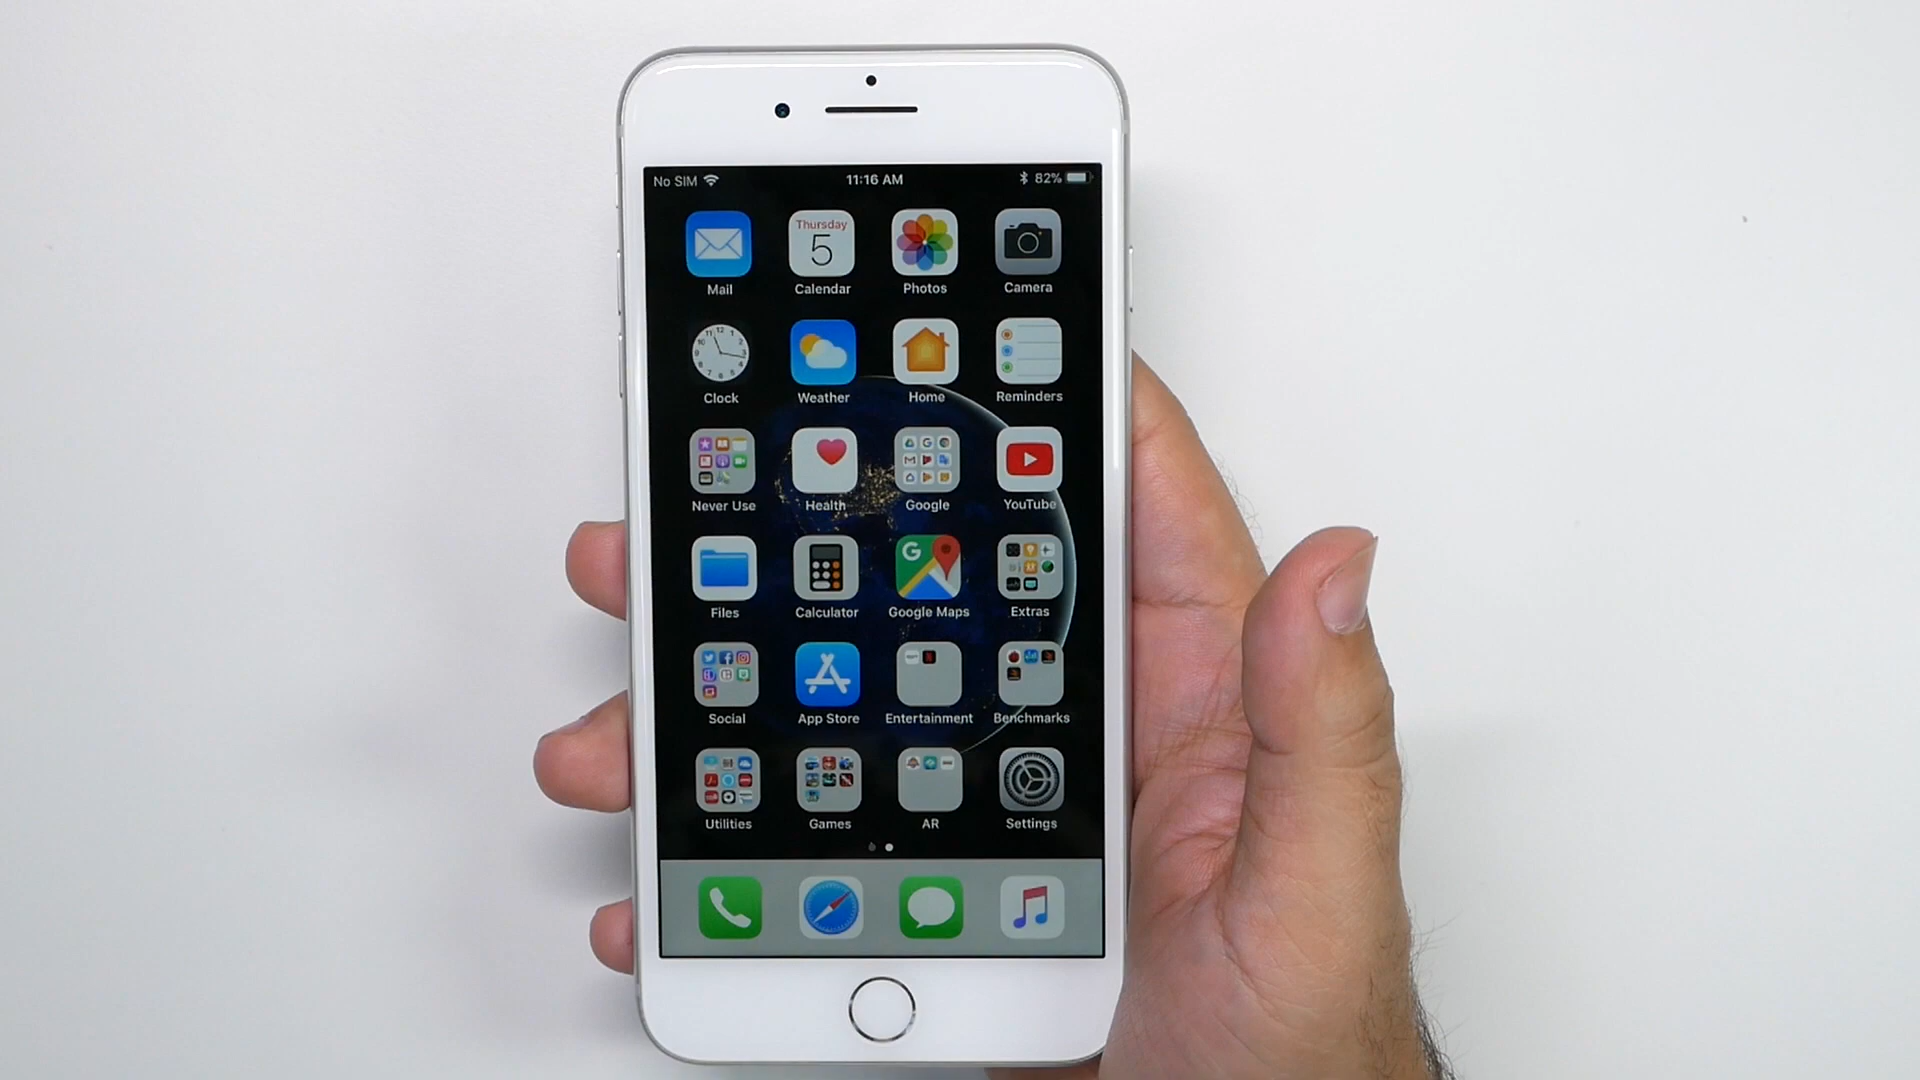 No SIM 11:16 AM 82%
Thursday
5
Mail Calendar Photos Camera
Clock Weather Home Reminders
Never Use Health Google YouTube
Files Calculator Google Maps Extras
Social App Store Entertainment Benchmarks
Utilities Games AR Settings